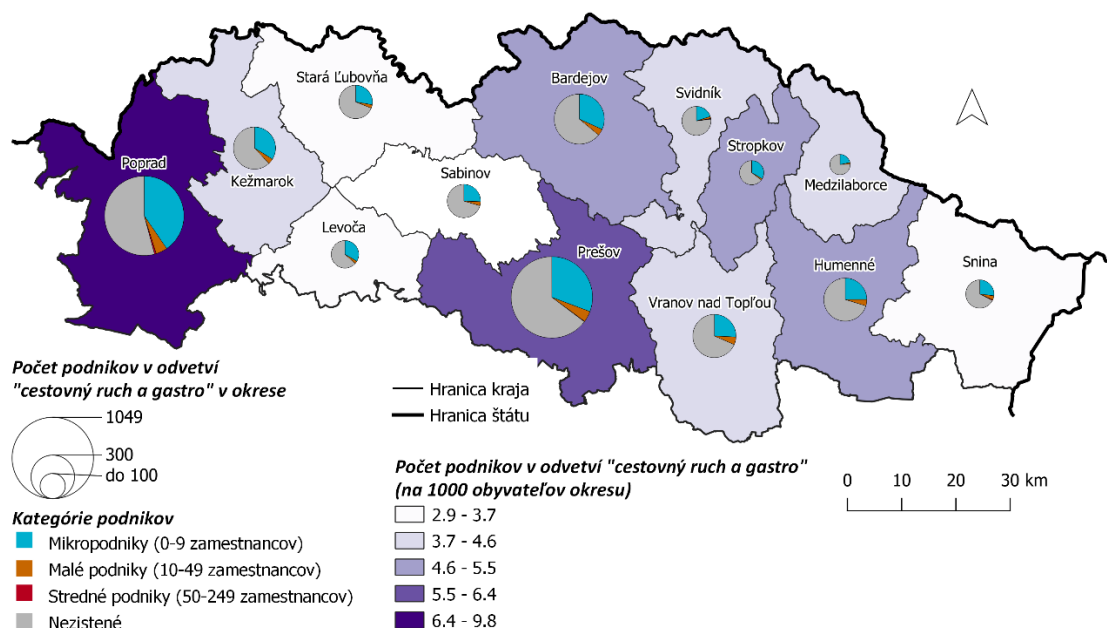 Stará Ľubovňa
Bardejov
Svidník
Stropkov
Poprad
Kežmarok
Sabinov
Medzilaborce
Levoča
Prešov
Humenné
Snina
Vranov nad Topľou
Počet podnikov v odvetví
"cestovný ruch a gastro" v okrese
1049
300
do 100
Kategórie podnikov
Mikropodniky (0-9 zamestnancov)
Malé podniky (10-49 zamestnancov)
Stredné podniky (50-249 zamestnancov)
Nezistené
Hranica kraja
Hranica štátu
Počet podnikov v odvetví "cestovný ruch a gastro"
(na 1000 obyvateľov okresu)
2.9 - 3.7
3.7 - 4.6
4.6 - 5.5
5.5 - 6.4
6.4 - 9.8
0 10 20 30 km